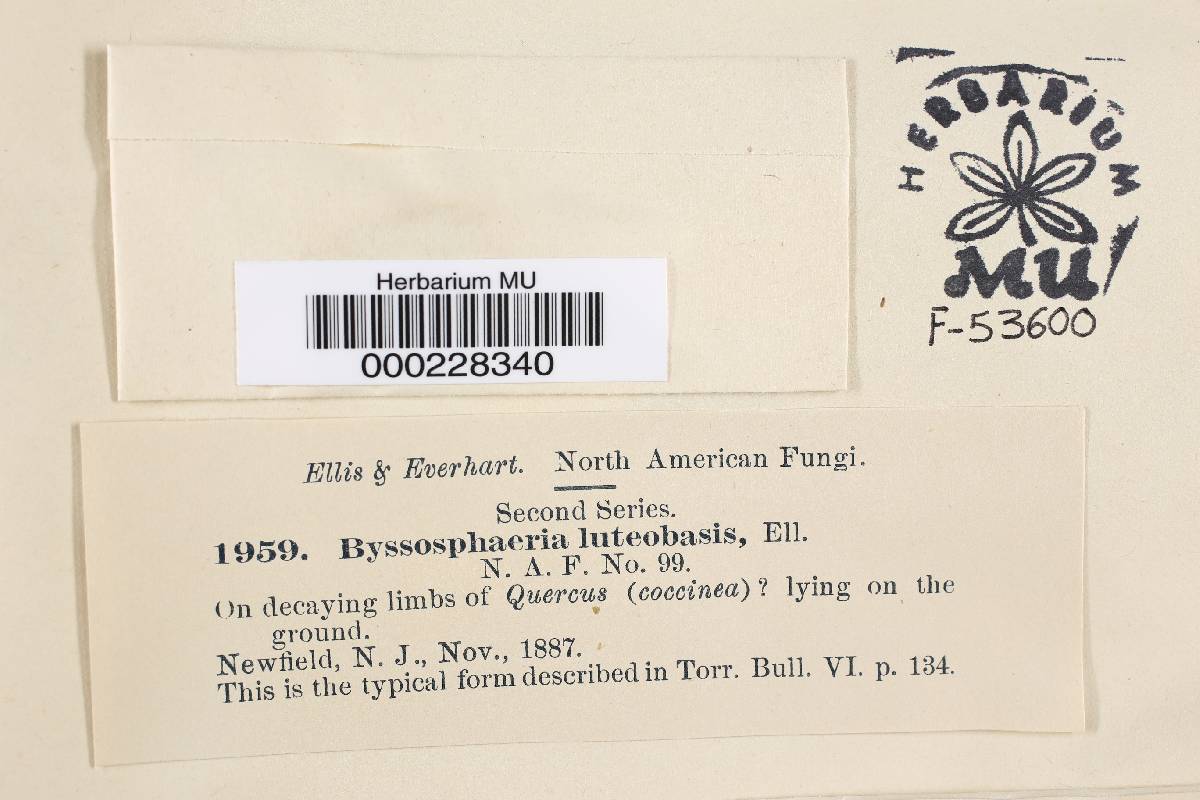 HERBARIUM
MU
F-53600
Herbarium MU
000228340
Ellis & Everhart. North American Fungi.
Second Series.
1959. Byssosphaeria luteobasis, Ell.
N. A. F. No. 99.
On decaying limbs of Quercus (coccinea)? lying on the
ground.
Newfield, N. J., Nov., 1887.
This is the typical form described in Torr. Bull. VI. p. 134.